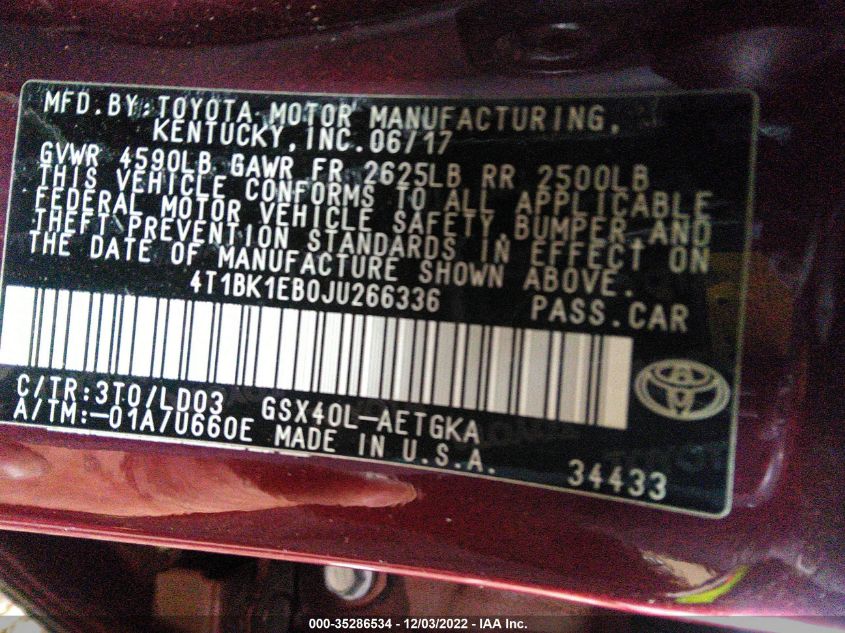 MFD.BY:TOYOTA MOTOR MANUFACTURING,
KENTUCKY,INC.06/17
GVWR 4590LB GAWR FR 2625LB RR 2500LB
THIS VEHICLE CONFORMS TO ALL APPLICABLE
FEDERAL MOTOR VEHICLE SAFETY,BUMPER,AND
THEFT PREVENTION STANDARDS IN EFFECT ON
THE DATE OF MANUFACTURE SHOWN ABOVE.
4T1BK1EB0JU266336 PASS.CAR
C/TR:3T0/LD03 GSX40L-AETGKA
A/TM:-01A/U660E MADE IN U.S.A.
34433
000-35286534 - 12/03/2022 - IAA Inc.